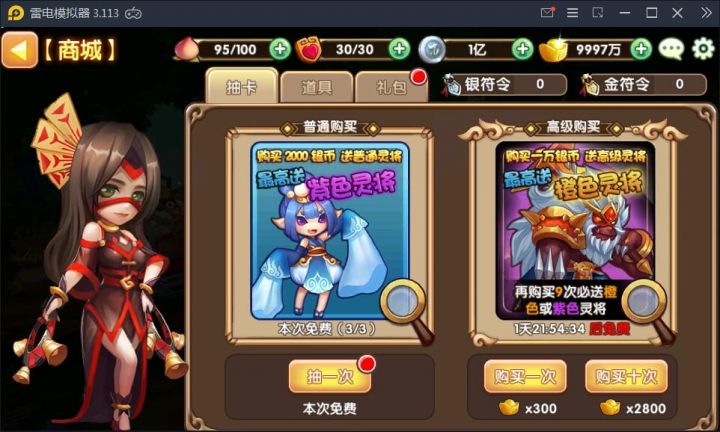 雷电模拟器 3.113
【商城】
95/100
30/30
1亿
9997万
抽卡
道具
礼包
银符令 0
金符令 0
普通购买
购买 2000 银币 送普通灵将
最高送
紫色灵将
本次免费(3/3)
抽一次
本次免费
高级购买
购买一万银币 送高级灵将
最高送
橙色灵将
再购买9次必送橙
色或紫色灵将
1天21:54:34 后免费
购买一次
x300
购买十次
x2800